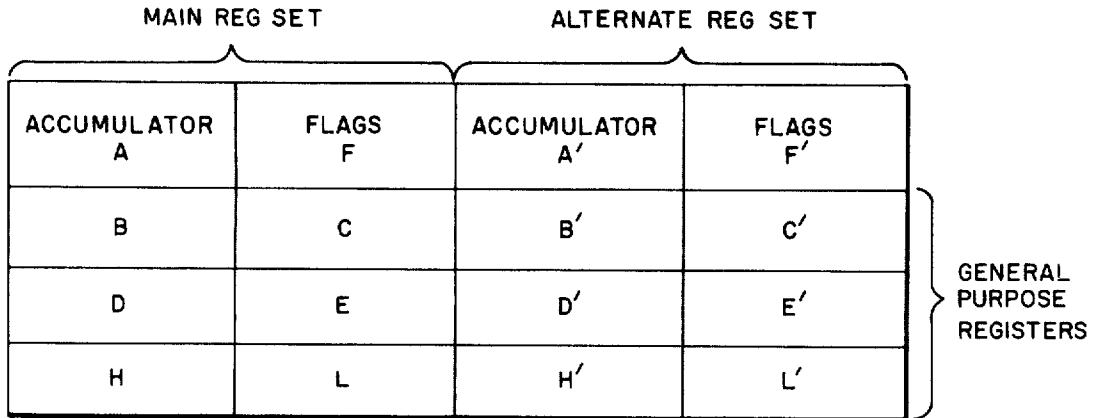 MAIN REG SET
ALTERNATE REG SET
ACCUMULATOR
A
FLAGS
F
ACCUMULATOR
A′
FLAGS
F′
B
C
B′
C′
D
E
D′
E′
H
L
H′
L′
GENERAL
PURPOSE
REGISTERS